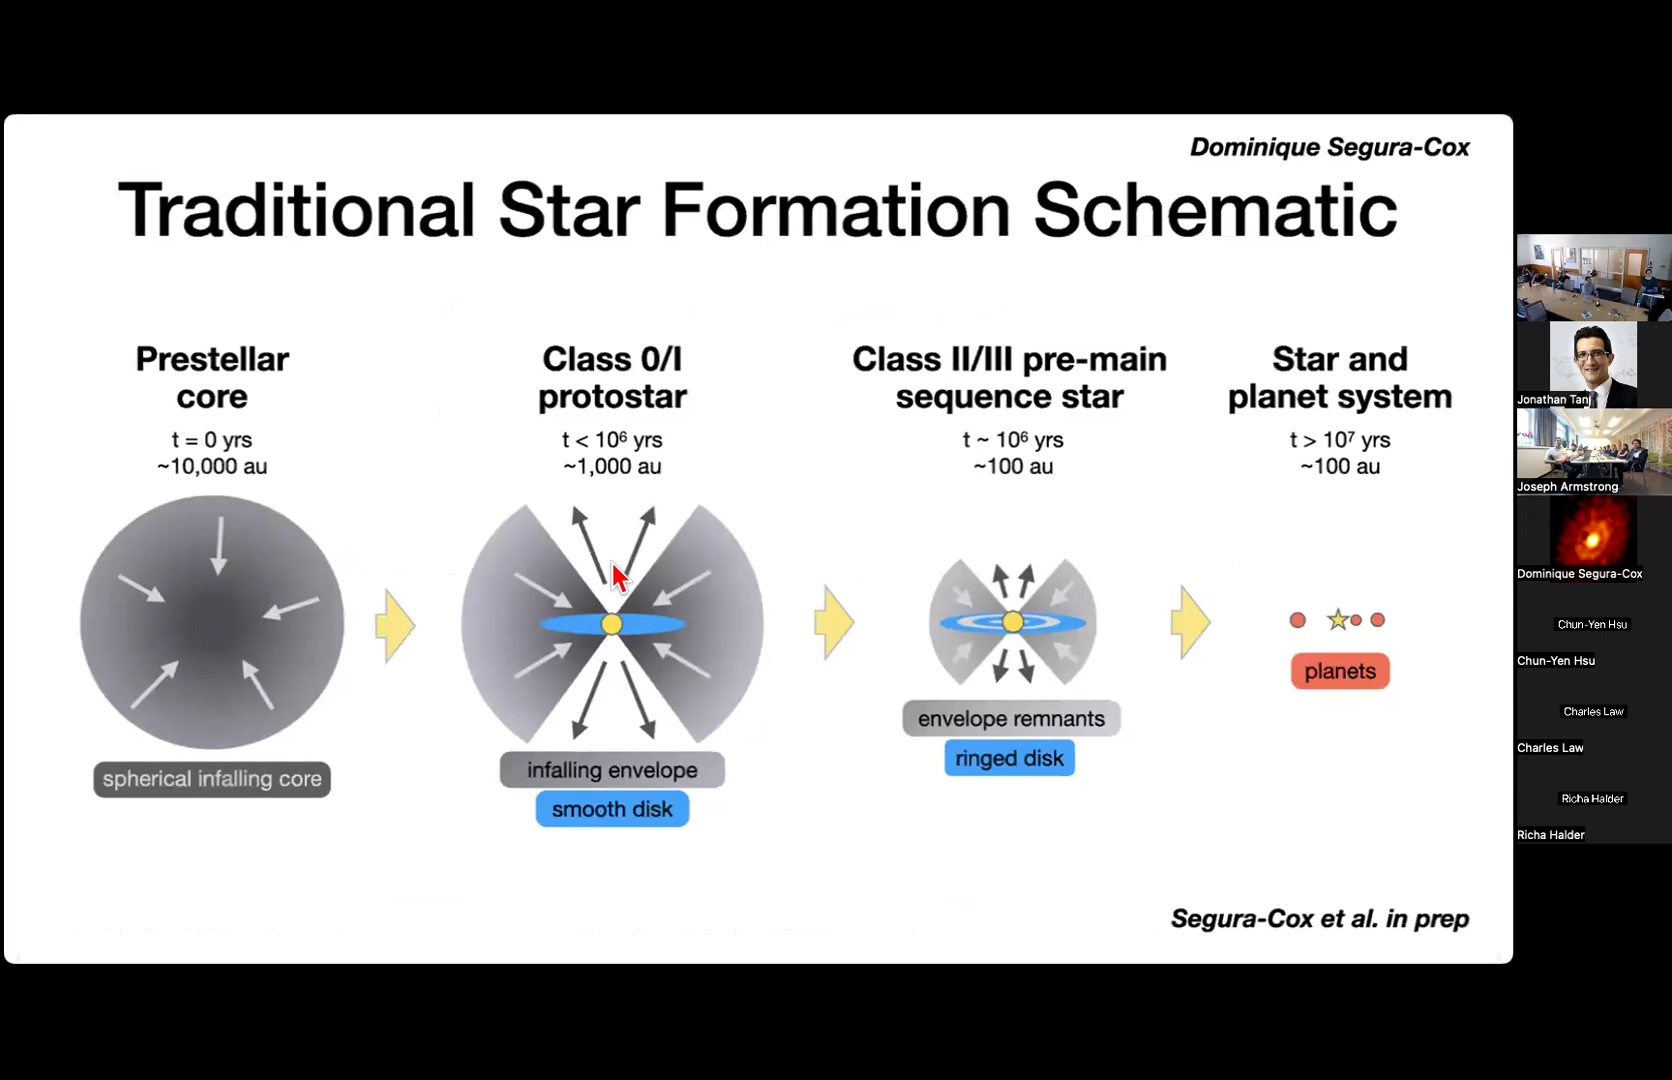 Dominique Segura-Cox
Traditional Star Formation Schematic
Prestellar
core
t = 0 yrs
~10,000 au
spherical infalling core
Class 0/I
protostar
t < 10⁶ yrs
~1,000 au
infalling envelope
smooth disk
Class II/III pre-main
sequence star
t ~ 10⁶ yrs
~100 au
envelope remnants
ringed disk
Star and
planet system
t > 10⁷ yrs
~100 au
planets
Segura-Cox et al. in prep
Jonathan Tan
Joseph Armstrong
Dominique Segura-Cox
Chun-Yen Hsu
Chun-Yen Hsu
Charles Law
Charles Law
Richa Halder
Richa Halder